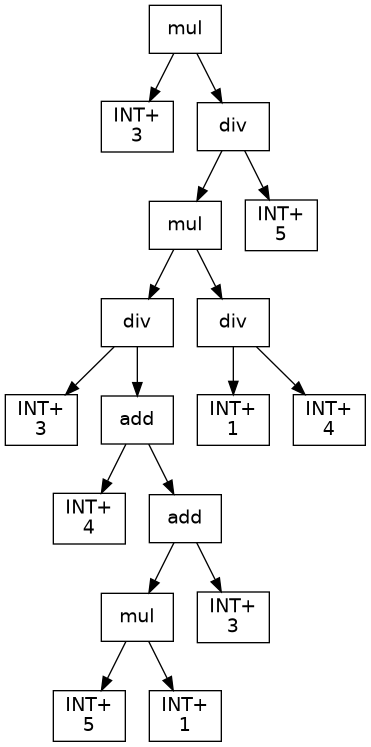 mul
INT+
3
div
mul
INT+
5
div
div
INT+
3
add
INT+
1
INT+
4
INT+
4
add
mul
INT+
3
INT+
5
INT+
1